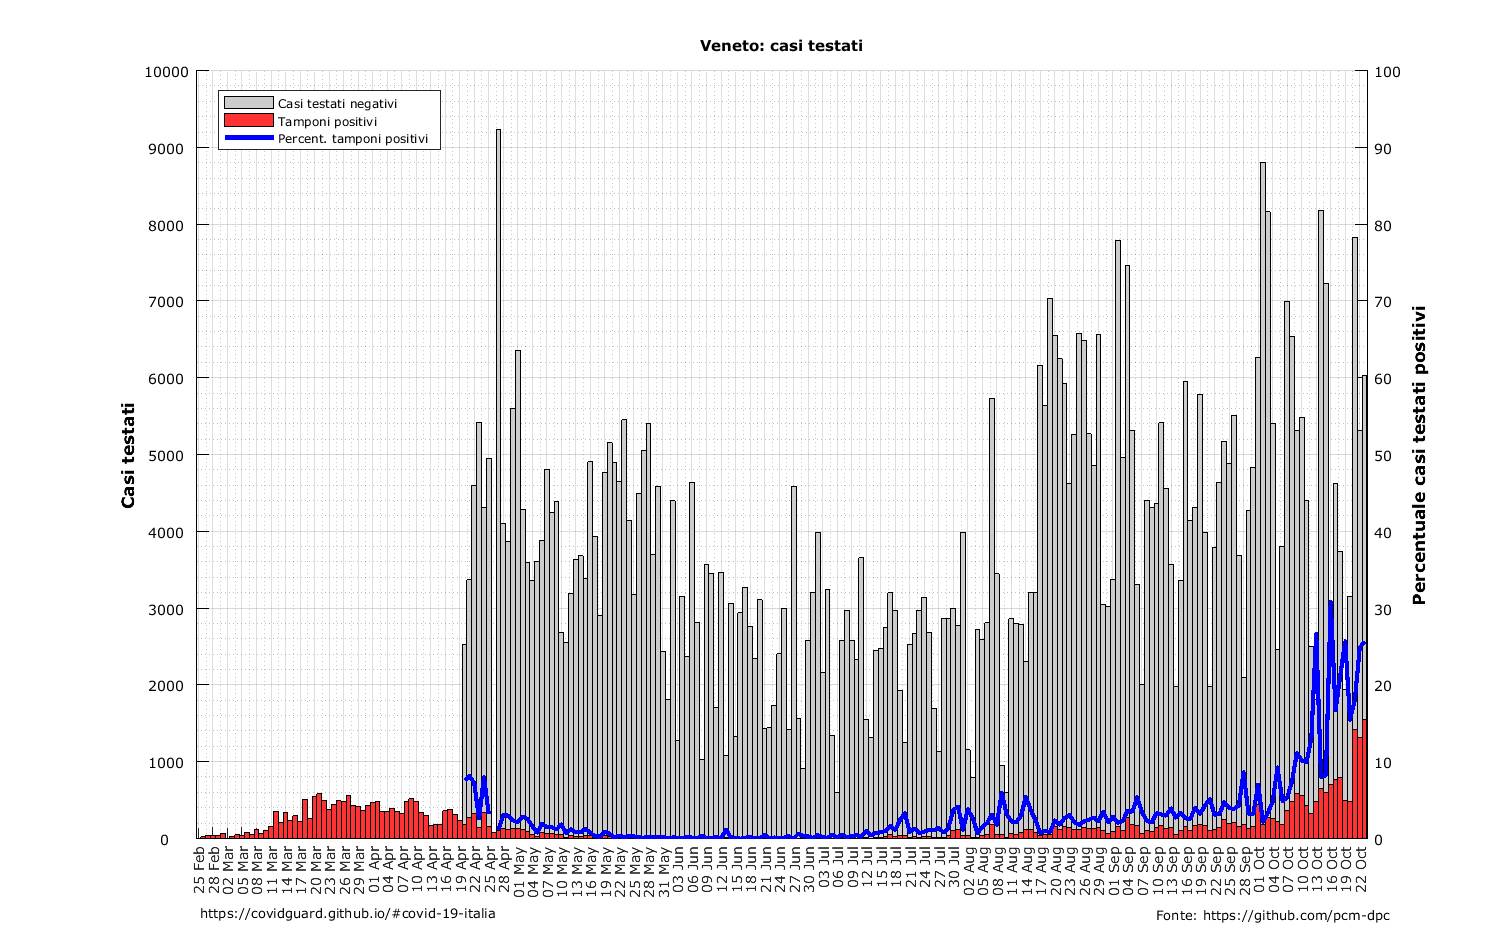 Veneto: casi testati
10000
9000
8000
7000
6000
5000
4000
3000
2000
1000
0
100
90
80
70
60
50
40
30
20
10
0
Casi testati negativi
Tamponi positivi
Percent. tamponi positivi
Casi testati
Percentuale casi testati positivi
25 Feb
28 Feb
02 Mar
05 Mar
08 Mar
11 Mar
14 Mar
17 Mar
20 Mar
23 Mar
26 Mar
29 Mar
01 Apr
04 Apr
07 Apr
10 Apr
13 Apr
16 Apr
19 Apr
22 Apr
25 Apr
28 Apr
01 May
04 May
07 May
10 May
13 May
16 May
19 May
22 May
25 May
28 May
31 May
03 Jun
06 Jun
09 Jun
12 Jun
15 Jun
18 Jun
21 Jun
24 Jun
27 Jun
30 Jun
03 Jul
06 Jul
09 Jul
12 Jul
15 Jul
18 Jul
21 Jul
24 Jul
27 Jul
30 Jul
02 Aug
05 Aug
08 Aug
11 Aug
14 Aug
17 Aug
20 Aug
23 Aug
26 Aug
29 Aug
01 Sep
04 Sep
07 Sep
10 Sep
13 Sep
16 Sep
19 Sep
22 Sep
25 Sep
28 Sep
01 Oct
04 Oct
07 Oct
10 Oct
13 Oct
16 Oct
19 Oct
22 Oct
https://covidguard.github.io/#covid-19-italia
Fonte: https://github.com/pcm-dpc